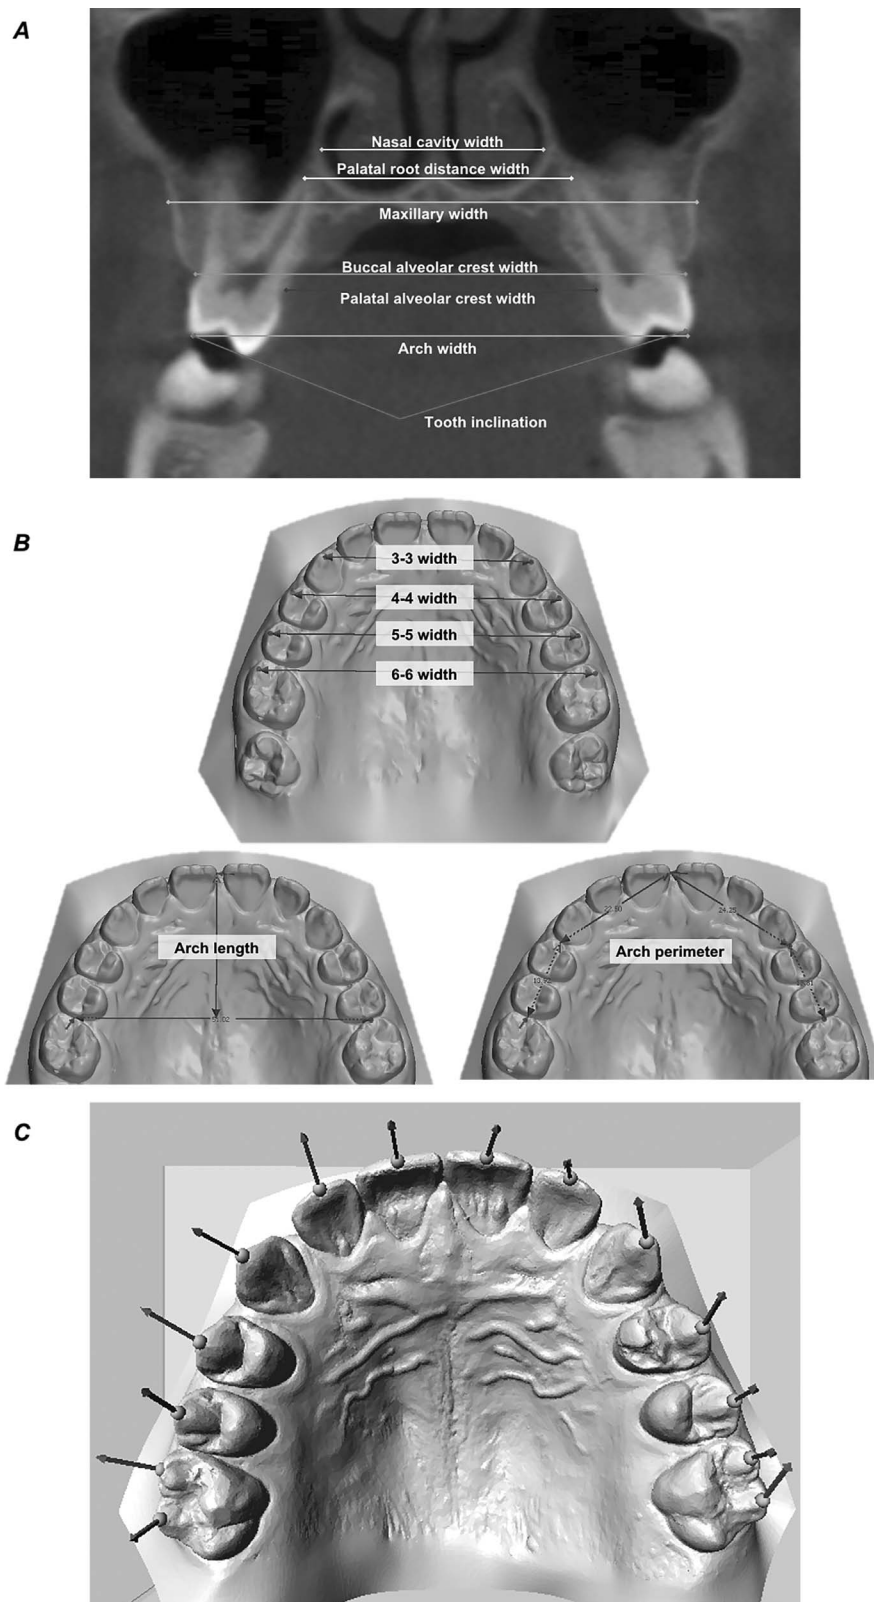 A
Nasal cavity width
Palatal root distance width
Maxillary width
Buccal alveolar crest width
Palatal alveolar crest width
Arch width
Tooth inclination
B
3-3 width
4-4 width
5-5 width
6-6 width
Arch length
51.02
24.25
Arch perimeter
C